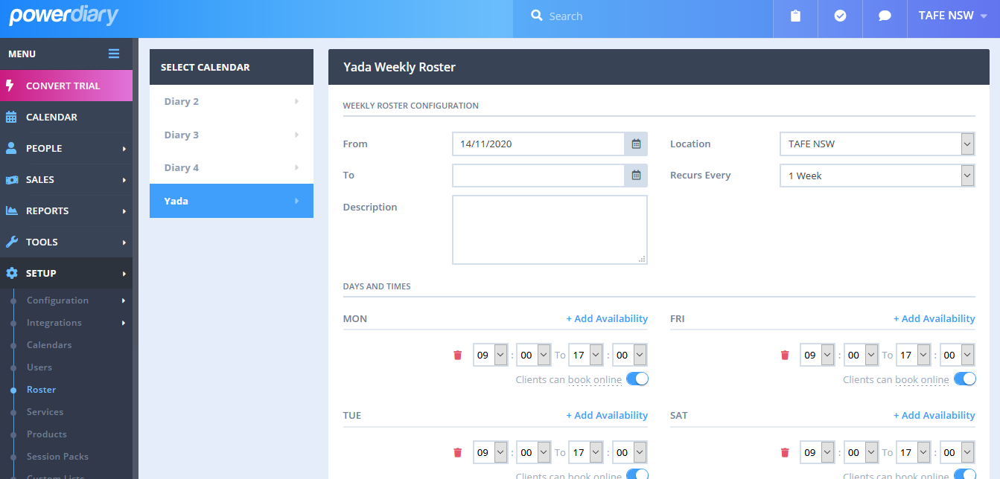 powerdiary
Search
TAFE NSW
MENU
CONVERT TRIAL
CALENDAR
PEOPLE
SALES
REPORTS
TOOLS
SETUP
Configuration
Integrations
Calendars
Users
Roster
Services
Products
Session Packs
Custom Lists
SELECT CALENDAR
Diary 2
Diary 3
Diary 4
Yada
Yada Weekly Roster
WEEKLY ROSTER CONFIGURATION
From 14/11/2020 Location TAFE NSW
To Recurs Every 1 Week
Description
DAYS AND TIMES
MON + Add Availability
09 : 00 To 17 : 00
Clients can book online
FRI + Add Availability
09 : 00 To 17 : 00
Clients can book online
TUE + Add Availability
09 : 00 To 17 : 00
Clients can book online
SAT + Add Availability
09 : 00 To 17 : 00
Clients can book online